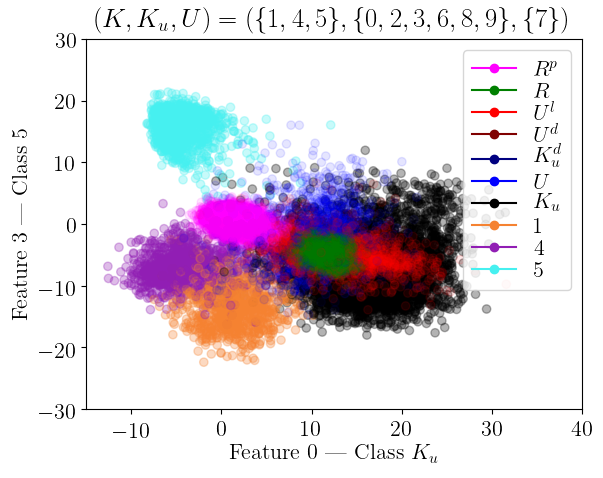 (K, K_u, U) = ({1, 4, 5}, {0, 2, 3, 6, 8, 9}, {7})
30
20
10
0
−10
−20
−30
Feature 3 — Class 5
R^p
R
U^l
U^d
K_u^d
U
K_u
1
4
5
−10
0
10
20
30
40
Feature 0 — Class K_u